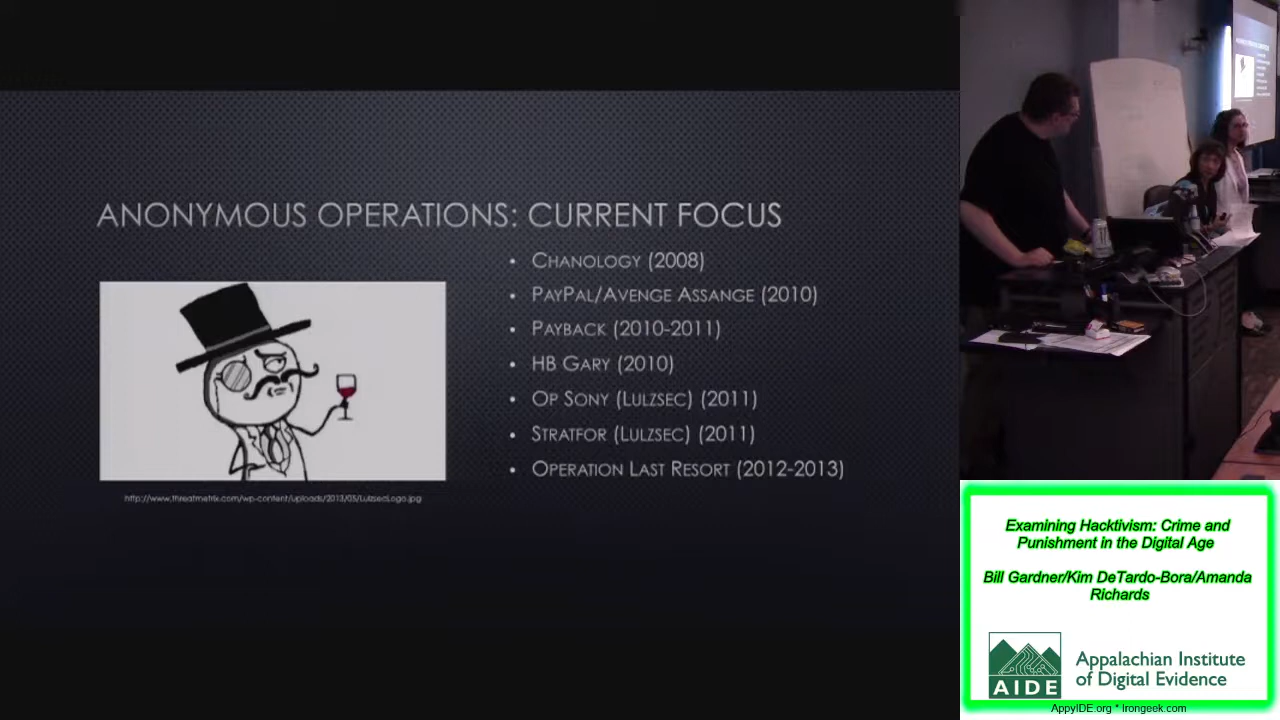 ANONYMOUS OPERATIONS: CURRENT FOCUS
• CHANOLOGY (2008)
• PAYPAL/AVENGE ASSANGE (2010)
• PAYBACK (2010-2011)
• HB GARY (2010)
• OP SONY (LULZSEC) (2011)
• STRATFOR (LULZSEC) (2011)
• OPERATION LAST RESORT (2012-2013)
http://www.threatmetrix.com/wp-content/uploads/2013/05/LulzsecLogo.jpg
Examining Hacktivism: Crime and
Punishment in the Digital Age
Bill Gardner/Kim DeTardo-Bora/Amanda
Richards
AIDE
Appalachian Institute
of Digital Evidence
AppyIDE.org * Irongeek.com